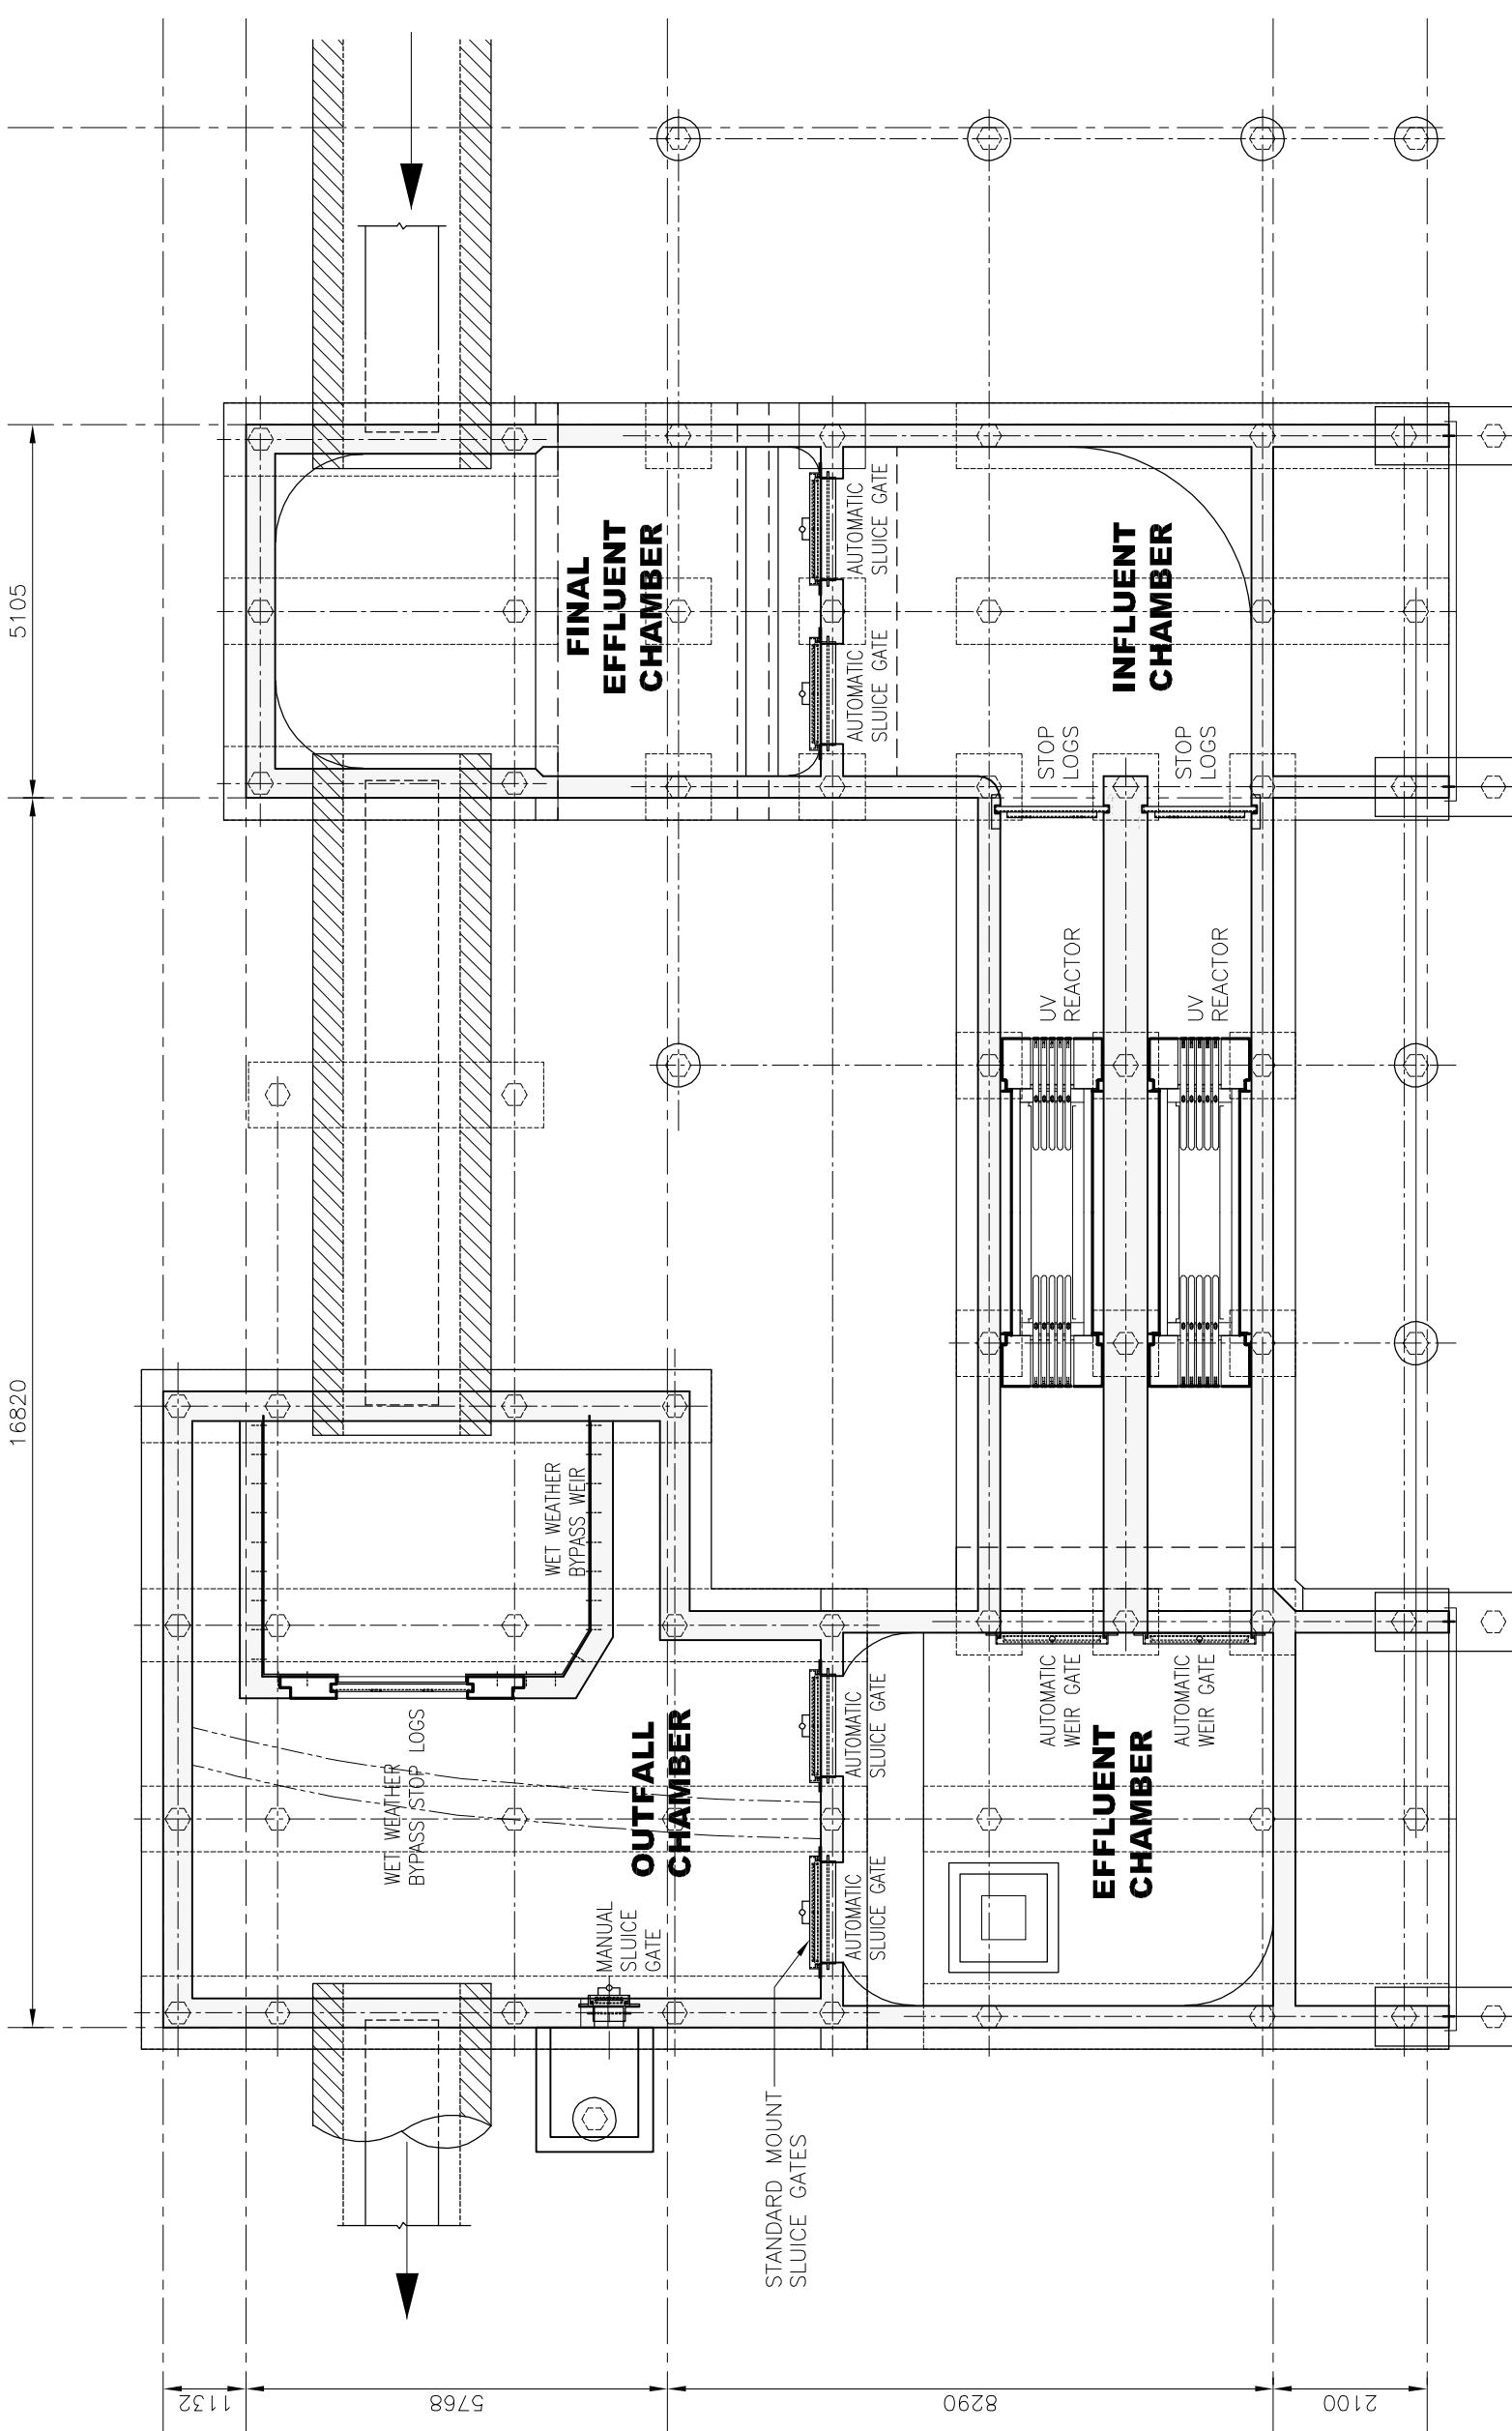 5105
16820
FINAL
EFFLUENT
CHAMBER
AUTOMATIC
SLUICE GATE
AUTOMATIC
SLUICE GATE
INFLUENT
CHAMBER
STOP
LOGS
STOP
LOGS
UV
REACTOR
UV
REACTOR
WET WEATHER
BYPASS WEIR
WET WEATHER
BYPASS STOP LOGS
OUTFALL
CHAMBER
MANUAL
SLUICE
GATE
AUTOMATIC
SLUICE GATE
AUTOMATIC
SLUICE GATE
AUTOMATIC
WEIR GATE
AUTOMATIC
WEIR GATE
EFFLUENT
CHAMBER
STANDARD MOUNT
SLUICE GATES
1132
5768
8290
2100